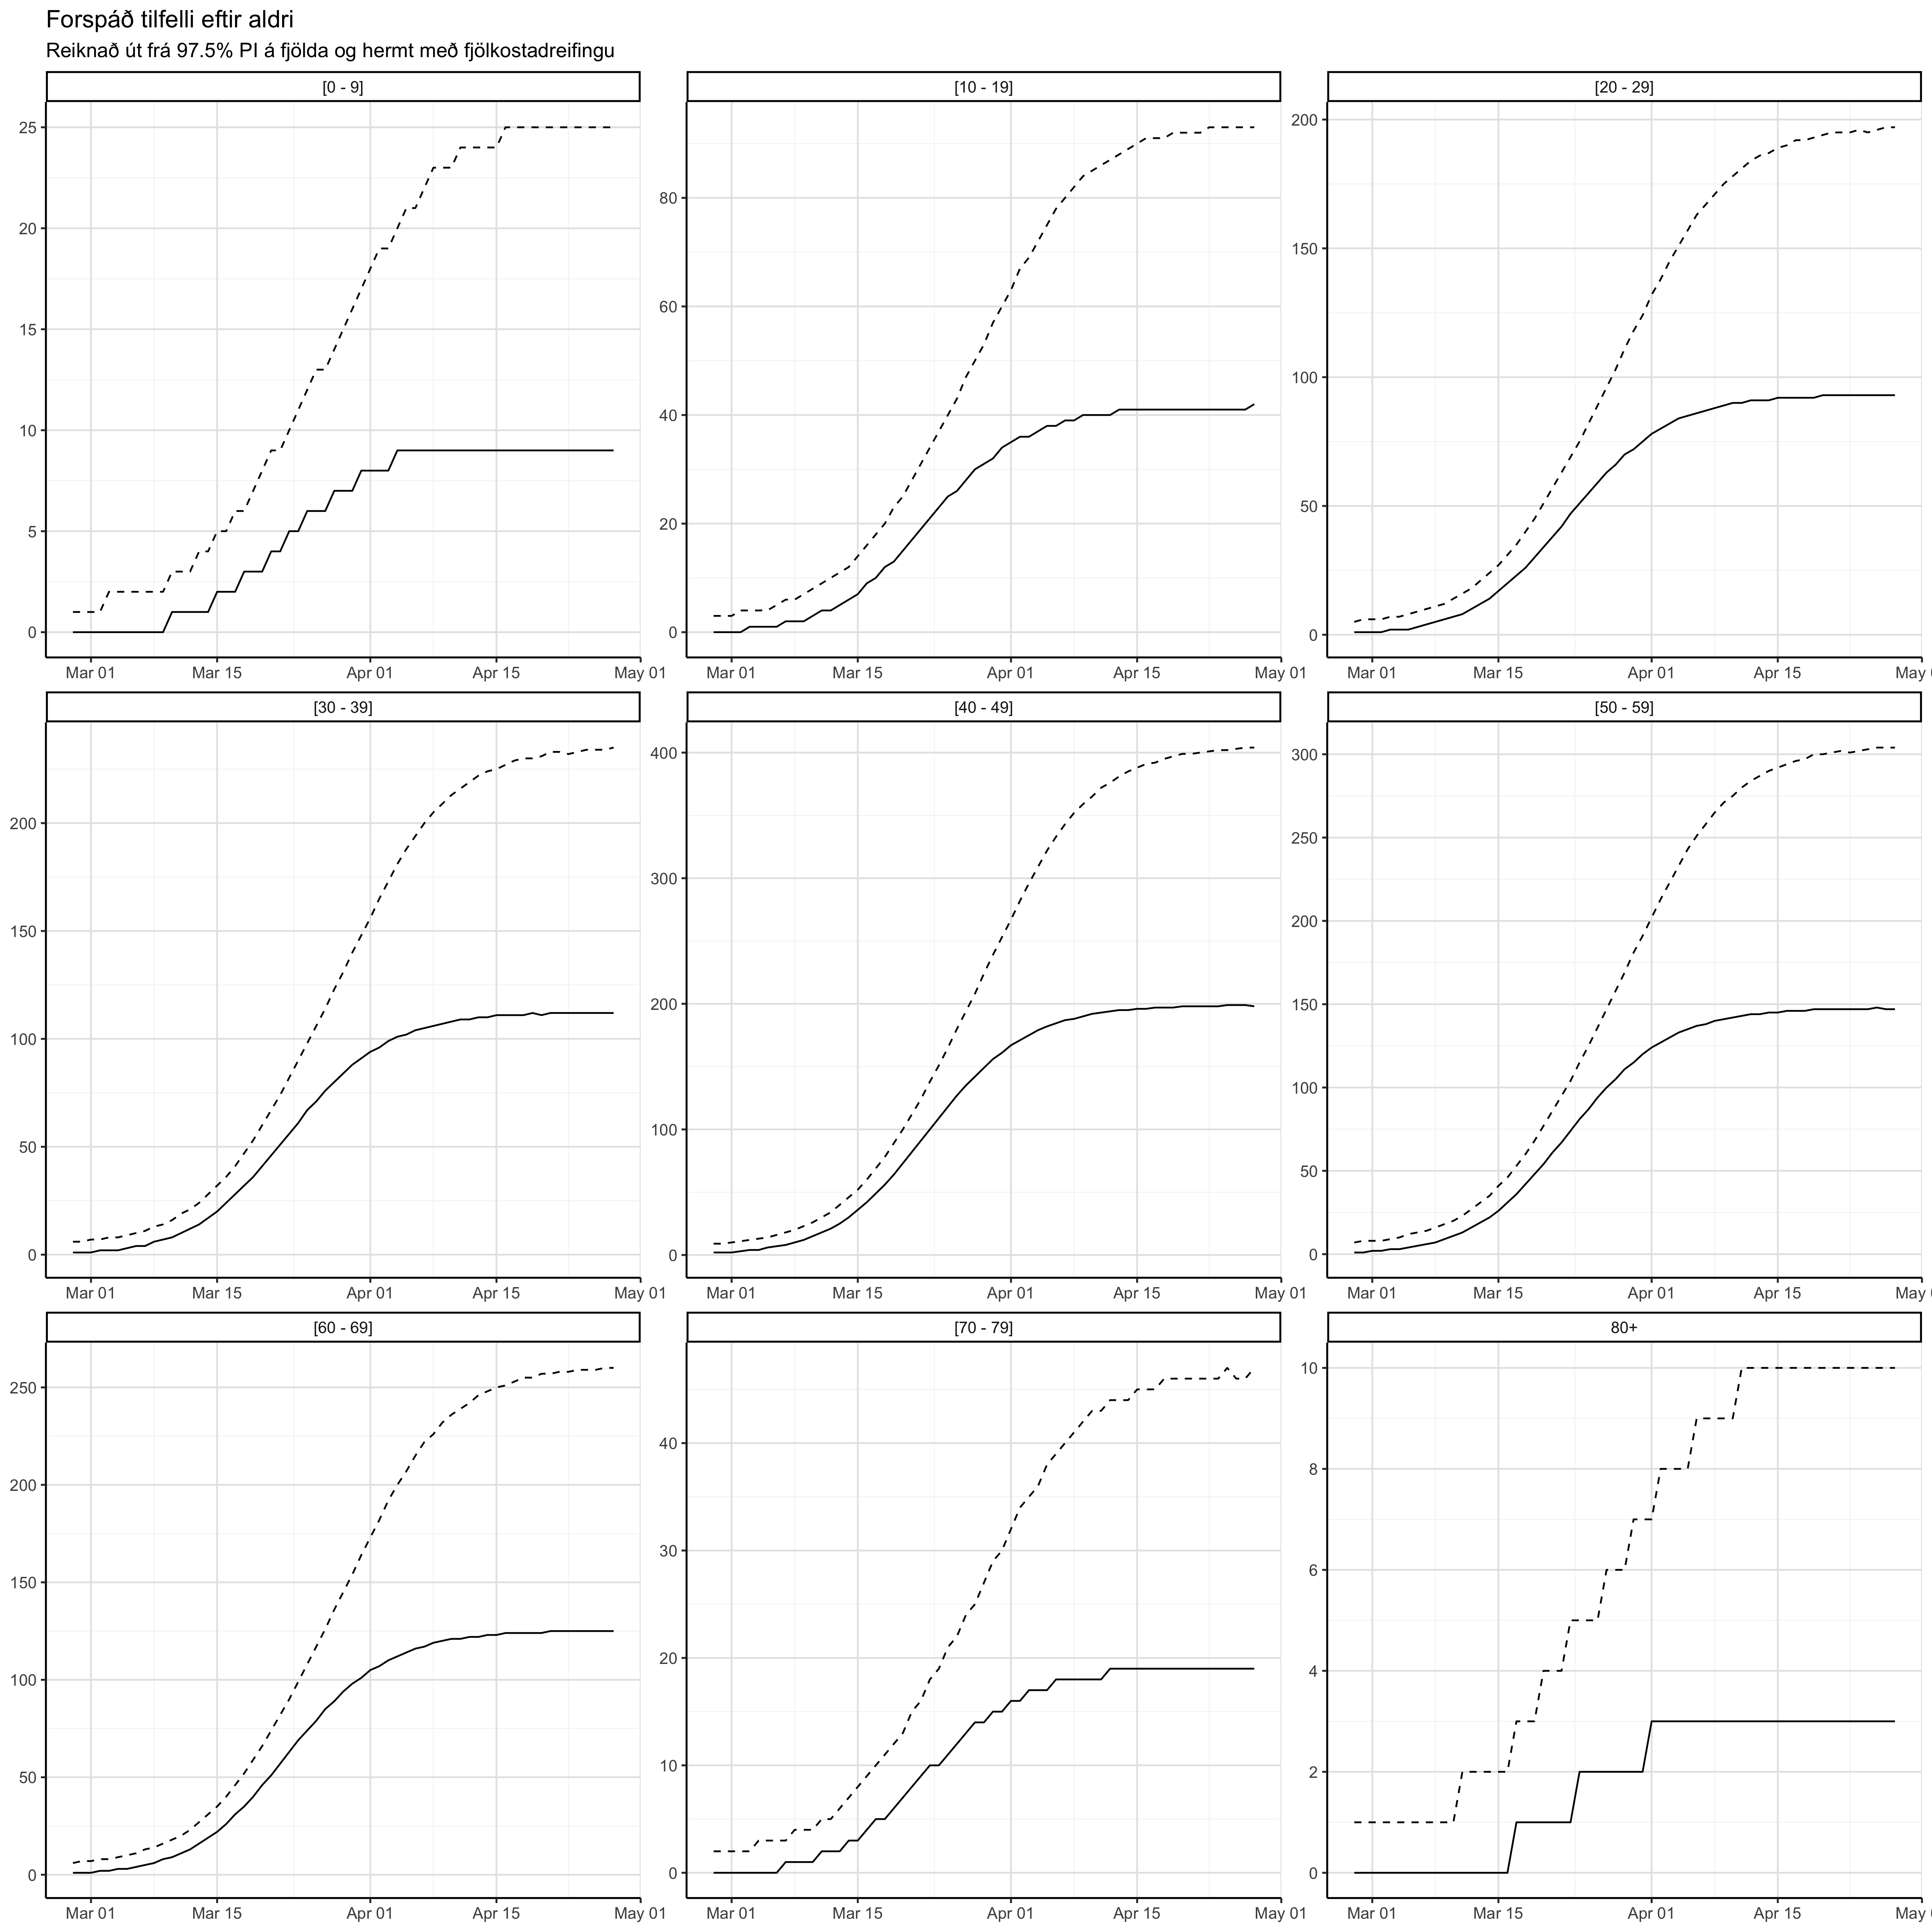 Forspáð tilfelli eftir aldri
Reiknað út frá 97.5% PI á fjölda og hermt með fjölkostadreifingu
[0 - 9]
25
20
15
10
5
0
Mar 01 Mar 15 Apr 01 Apr 15 May 01
[10 - 19]
80
60
40
20
0
Mar 01 Mar 15 Apr 01 Apr 15 May 01
[20 - 29]
200
150
100
50
0
Mar 01 Mar 15 Apr 01 Apr 15 May
[30 - 39]
200
150
100
50
0
Mar 01 Mar 15 Apr 01 Apr 15 May 01
[40 - 49]
400
300
200
100
0
Mar 01 Mar 15 Apr 01 Apr 15 May 01
[50 - 59]
300
250
200
150
100
50
0
Mar 01 Mar 15 Apr 01 Apr 15 May
[60 - 69]
250
200
150
100
50
0
Mar 01 Mar 15 Apr 01 Apr 15 May 01
[70 - 79]
40
30
20
10
0
Mar 01 Mar 15 Apr 01 Apr 15 May 01
80+
10
8
6
4
2
0
Mar 01 Mar 15 Apr 01 Apr 15 May